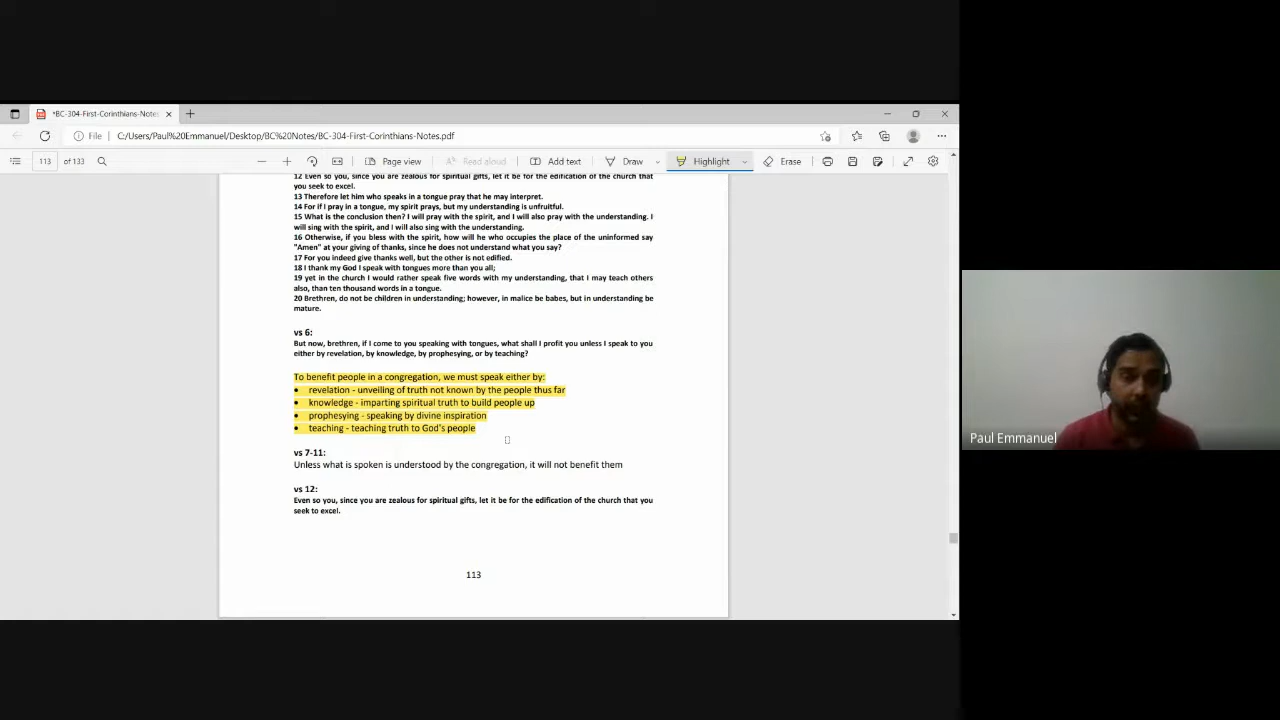 *BC-304-First-Corinthians-Notes
File
C:/Users/Paul%20Emmanuel/Desktop/BC%20Notes/BC-304-First-Corinthians-Notes.pdf
113 of 133
Page view
Read aloud
Add text
Draw
Highlight
Erase
12 Even so you, since you are zealous for spiritual gifts, let it be for the edification of the church that
you seek to excel.
13 Therefore let him who speaks in a tongue pray that he may interpret.
14 For if I pray in a tongue, my spirit prays, but my understanding is unfruitful.
15 What is the conclusion then? I will pray with the spirit, and I will also pray with the understanding. I
will sing with the spirit, and I will also sing with the understanding.
16 Otherwise, if you bless with the spirit, how will he who occupies the place of the uninformed say
"Amen" at your giving of thanks, since he does not understand what you say?
17 For you indeed give thanks well, but the other is not edified.
18 I thank my God I speak with tongues more than you all;
19 yet in the church I would rather speak five words with my understanding, that I may teach others
also, than ten thousand words in a tongue.
20 Brethren, do not be children in understanding; however, in malice be babes, but in understanding be
mature.
vs 6:
But now, brethren, if I come to you speaking with tongues, what shall I profit you unless I speak to you
either by revelation, by knowledge, by prophesying, or by teaching?
To benefit people in a congregation, we must speak either by:
• revelation - unveiling of truth not known by the people thus far
• knowledge - imparting spiritual truth to build people up
• prophesying - speaking by divine inspiration
• teaching - teaching truth to God's people
vs 7-11:
Unless what is spoken is understood by the congregation, it will not benefit them
vs 12:
Even so you, since you are zealous for spiritual gifts, let it be for the edification of the church that you
seek to excel.
113
Paul Emmanuel